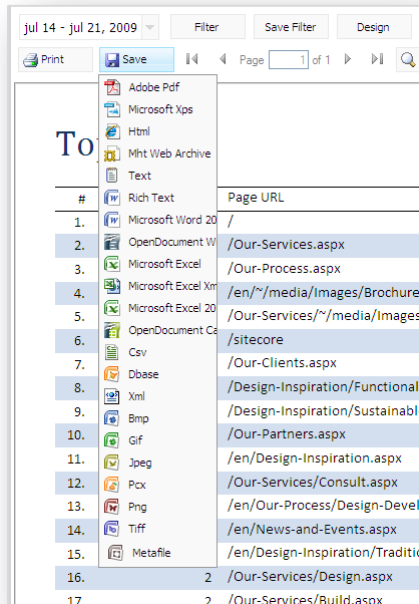 jul 14 - jul 21, 2009 Filter Save Filter Design
Print Save Page 1 of 1
Adobe Pdf
Microsoft Xps
Html
To
Mht Web Archive
Text
# Rich Text Page URL
1. Microsoft Word 20 /
2. OpenDocument W /Our-Services.aspx
3. Microsoft Excel /Our-Process.aspx
4. Microsoft Excel Xm /en/~/media/Images/Brochure
5. Microsoft Excel 20 /Our-Services/~/media/Images
6. OpenDocument Ca /sitecore
7. Csv /Our-Clients.aspx
8. Dbase /Design-Inspiration/Functional
9. Xml /Design-Inspiration/Sustainabl
10. Bmp /Our-Partners.aspx
11. Gif /en/Design-Inspiration.aspx
12. Jpeg /Our-Services/Consult.aspx
13. Pcx /en/Our-Process/Design-Devel
14. Png /en/News-and-Events.aspx
15. Tiff /en/Design-Inspiration/Traditio
Metafile
16. 2 /Our-Services/Design.aspx
17 2 /Our-Services/Build.aspx